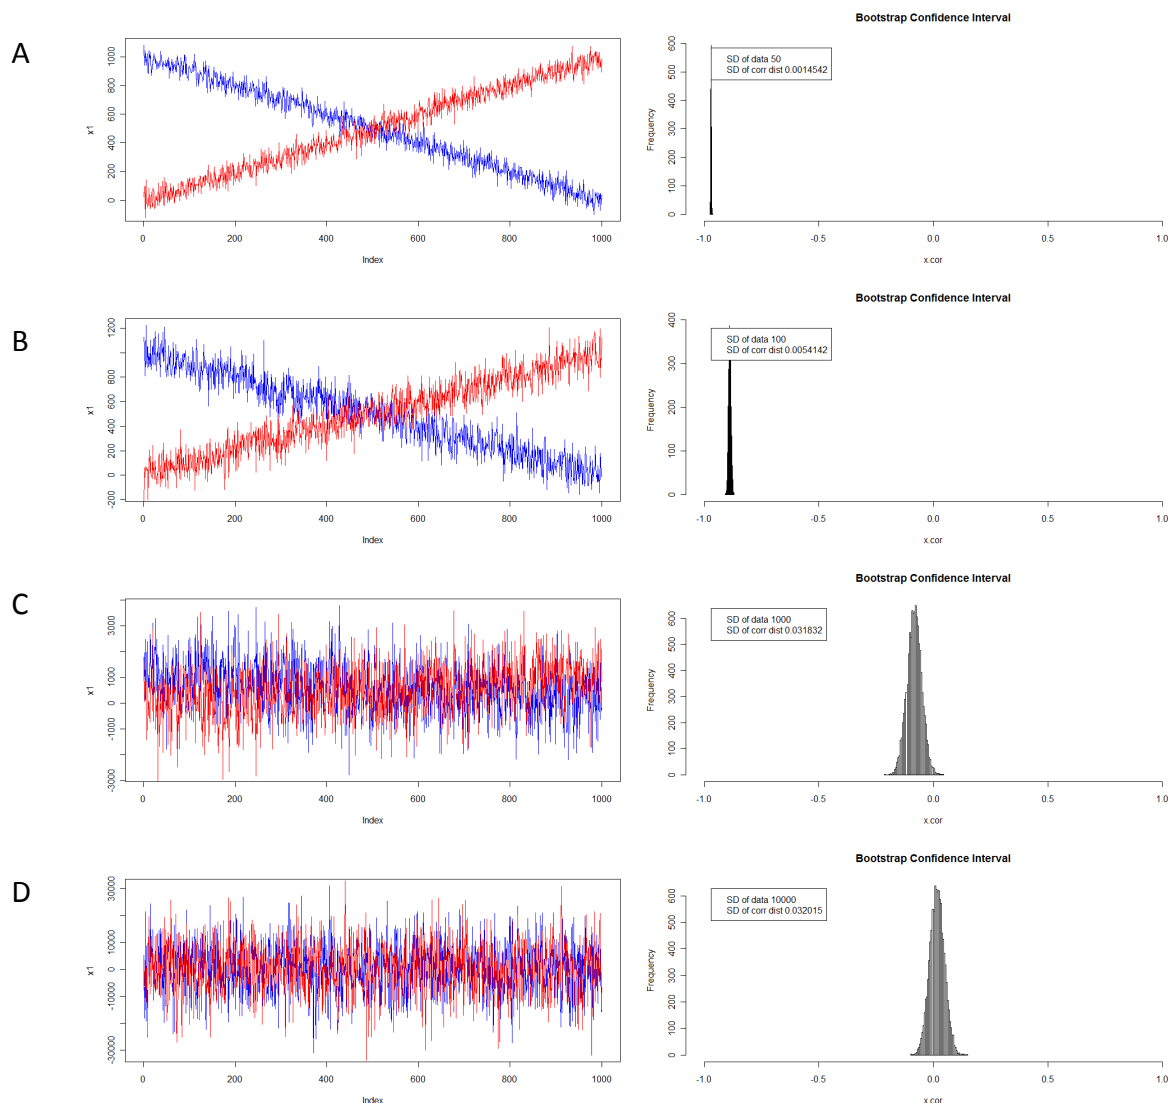 A
Bootstrap Confidence Interval
x1
0 200 400 600 800 1000
0 200 400 600 800 1000
Index
Frequency
0 100 200 300 400 500 600
SD of data 50
SD of corr dist 0.0014542
-1.0 -0.5 0.0 0.5 1.0
x.cor
B
Bootstrap Confidence Interval
x1
-200 0 200 400 600 800 1200
0 200 400 600 800 1000
Index
Frequency
0 100 200 300 400
SD of data 100
SD of corr dist 0.0054142
-1.0 -0.5 0.0 0.5 1.0
x.cor
C
Bootstrap Confidence Interval
x1
-3000 -1000 0 1000 3000
0 200 400 600 800 1000
Index
Frequency
0 100 200 300 400 500 600
SD of data 1000
SD of corr dist 0.031832
-1.0 -0.5 0.0 0.5 1.0
x.cor
D
Bootstrap Confidence Interval
x1
-30000 -10000 0 10000 30000
0 200 400 600 800 1000
Index
Frequency
0 100 200 300 400 500 600
SD of data 10000
SD of corr dist 0.032015
-1.0 -0.5 0.0 0.5 1.0
x.cor